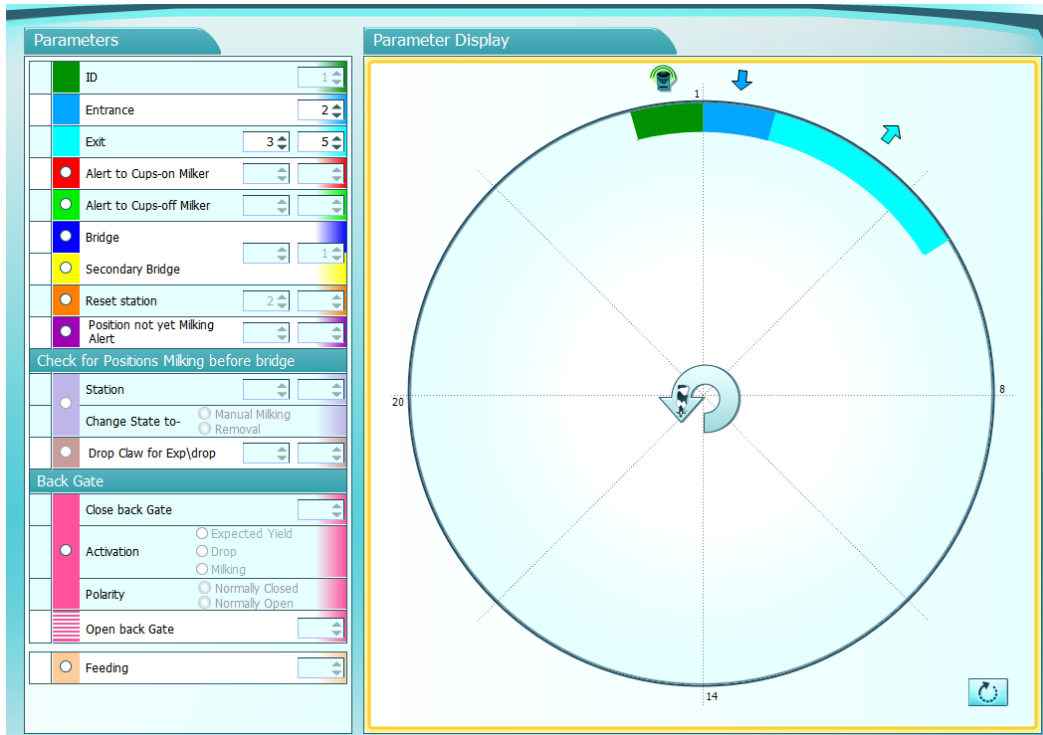 Parameters
ID 1
Entrance 2
Exit 3 5
Alert to Cups-on Milker
Alert to Cups-off Milker
Bridge
1
Secondary Bridge
Reset station 2
Position not yet Milking
Alert
Check for Positions Milking before bridge
Station
Change State to- Manual Milking
Removal
Drop Claw for Exp\drop
Back Gate
Close back Gate
Expected Yield
Activation Drop
Milking
Polarity Normally Closed
Normally Open
Open back Gate
Feeding
Parameter Display
1
8
20
14